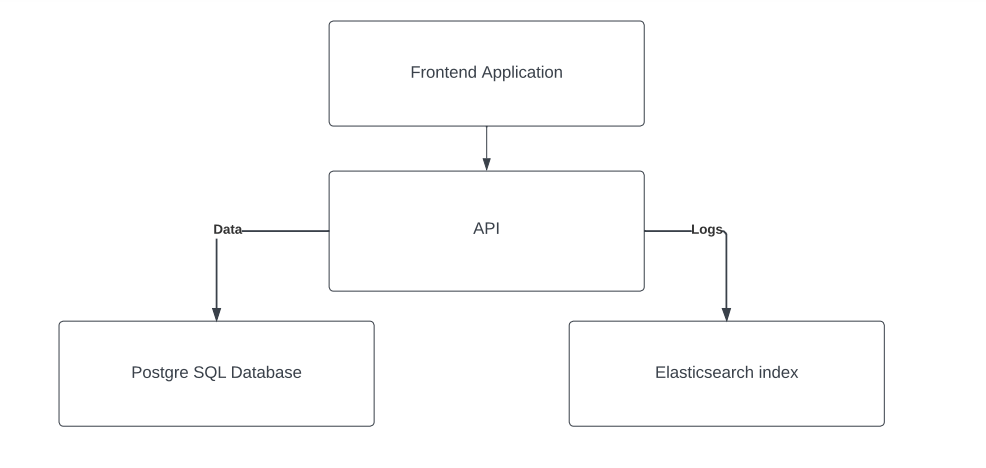 Frontend Application
API
Data
Logs
Postgre SQL Database
Elasticsearch index